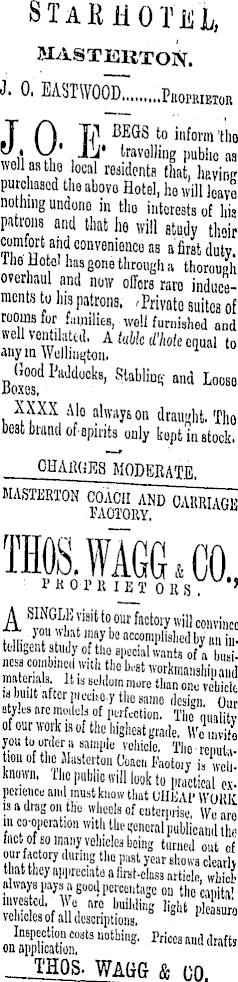 STAR HOTEL,
MASTERTON.
J. O. EASTWOOD.........PROPRIETOR
J. O. E. BEGS to inform the
travelling public as
well as the local residents that, having
purchased the above Hotel, he will leave
nothing undone in the interests of his
patrons and that he will study their
comfort and convenience as a first duty.
The Hotel has gone through a thorough
overhaul and now offers rare induce-
ments to his patrons. Private suites of
rooms for families, well furnished and
well ventilated. A table d'hote equal to
any in Wellington.
Good Paddocks, Stabling and Loose
Boxes.
XXXX Ale always on draught. The
best brand of spirits only kept in stock.
CHARGES MODERATE.
MASTERTON COACH AND CARRIAGE
FACTORY.
THOS. WAGG & CO.,
PROPRIETORS.
A SINGLE visit to our factory will convince
you what may be accomplished by an in-
telligent study of the special wants of a busi-
ness combined with the best workmanship and
materials. It is seldom more than one vehicle
is built after precisely the same design. Our
styles are models of perfection. The quality
of our work is of the highest grade. We invite
you to order a sample vehicle. The reputa-
tion of the Masterton Coach Factory is well-
known. The public will look to practical ex-
perience and must know that CHEAP WORK
is a drag on the wheels of enterprise. We are
in co-operation with the general public and the
fact of so many vehicles being turned out of
our factory during the past year shows clearly
that they appreciate a first-class article, which
always pays a good percentage on the capital
invested. We are building light pleasure
vehicles of all descriptions.
Inspection costs nothing. Prices and drafts
on application.
THOS. WAGG & CO.